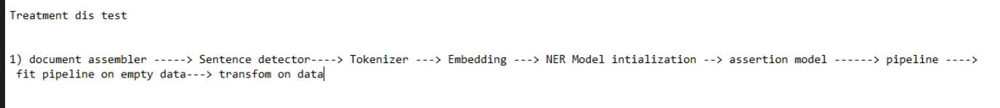 Treatment dis test
1) document assembler -----> Sentence detector----> Tokenizer ---> Embedding ---> NER Model intialization --> assertion model ------> pipeline ---->
fit pipeline on empty data---> transfom on data